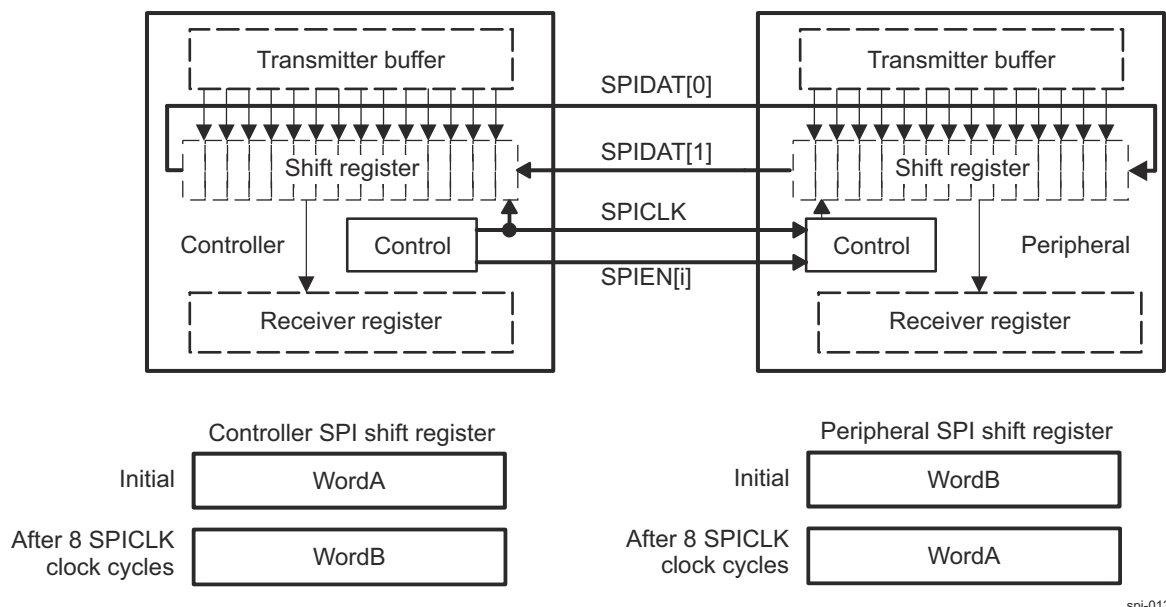 Transmitter buffer
Transmitter buffer
SPIDAT[0]
Shift register
SPIDAT[1]
Shift register
SPICLK
Controller
Control
Control
Peripheral
SPIEN[i]
Receiver register
Receiver register
Controller SPI shift register
Initial
WordA
After 8 SPICLK
clock cycles
WordB
Peripheral SPI shift register
Initial
WordB
After 8 SPICLK
clock cycles
WordA